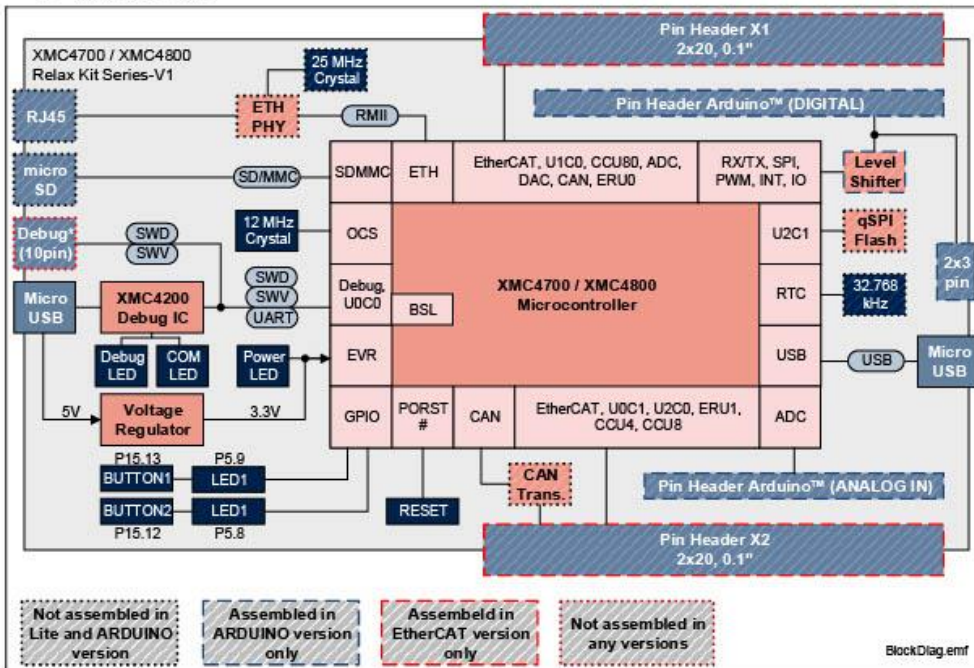 Pin Header X1
2x20, 0.1"
XMC4700 / XMC4800
Relax Kit Series-V1
25 MHz
Crystal
Pin Header Arduino™ (DIGITAL)
RJ45
ETH
PHY
RMII
micro
SD
SD/MMC
SDMMC
ETH
EtherCAT, U1C0, CCU80, ADC,
DAC, CAN, ERU0
RX/TX, SPI,
PWM, INT, IO
Level
Shifter
Debug*
(10pin)
SWD
SWV
12 MHz
Crystal
OCS
U2C1
qSPI
Flash
2x3
pin
Micro
USB
XMC4200
Debug IC
SWD
SWV
UART
Debug,
U0C0
BSL
XMC4700 / XMC4800
Microcontroller
RTC
32.768
kHz
Debug
LED
COM
LED
Power
LED
EVR
USB
USB
Micro
USB
5V
Voltage
Regulator
3.3V
GPIO
PORST
#
CAN
EtherCAT, U0C1, U2C0, ERU1,
CCU4, CCU8
ADC
P15.13
P5.9
BUTTON1
LED1
BUTTON2
LED1
P15.12
P5.8
RESET
CAN
Trans.
Pin Header Arduino™ (ANALOG IN)
Pin Header X2
2x20, 0.1"
Not assembled in
Lite and ARDUINO
version
Assembled in
ARDUINO version
only
Assembeld in
EtherCAT version
only
Not assembled in
any versions
BlockDiag.emf